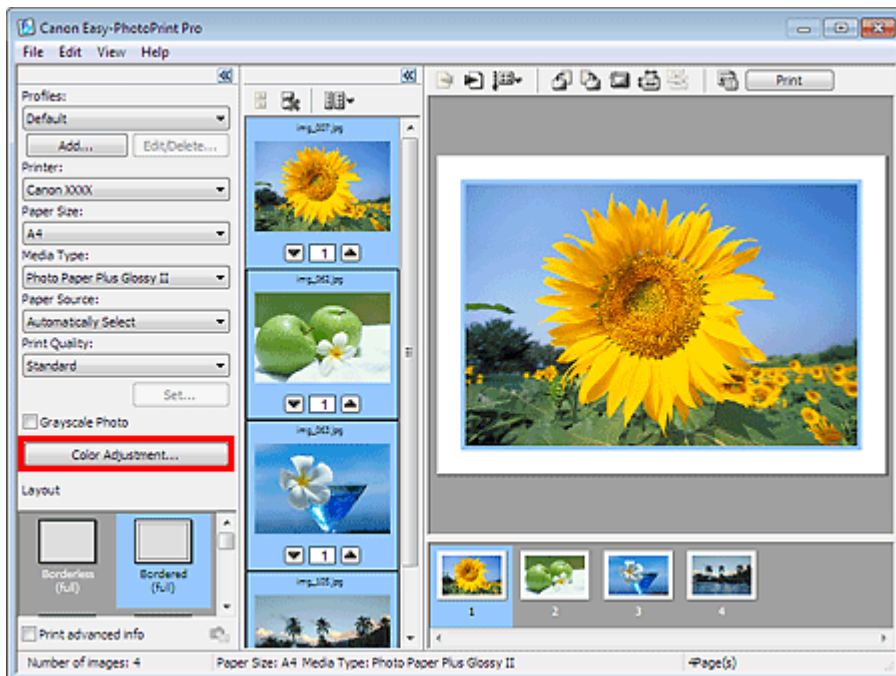 Canon Easy-PhotoPrint Pro
File Edit View Help
Profiles:
Default
Add... Edit/Delete...
Printer:
Canon XXXX
Paper Size:
A4
Media Type:
Photo Paper Plus Glossy II
Paper Source:
Automatically Select
Print Quality:
Standard
Set...
Grayscale Photo
Color Adjustment...
Layout
Borderless (full)
Bordered (full)
Print advanced info
1
1
1
img_105.jpg
Print
1 2 3 4
Number of images: 4
Paper Size: A4 Media Type: Photo Paper Plus Glossy II
Page(s)